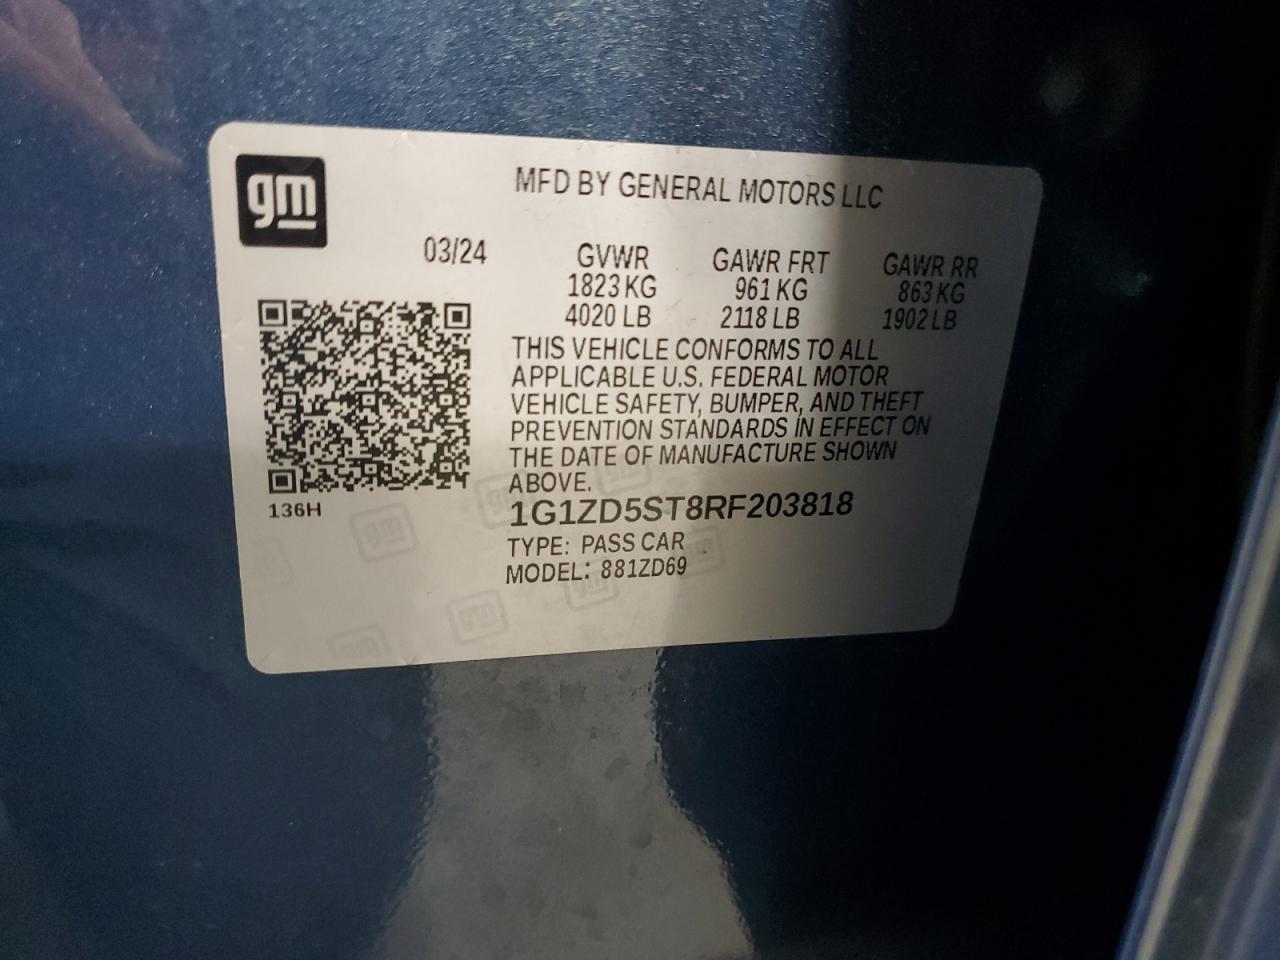 gm
MFD BY GENERAL MOTORS LLC
03/24 GVWR GAWR FRT GAWR RR
1823 KG 961 KG 863 KG
4020 LB 2118 LB 1902 LB
THIS VEHICLE CONFORMS TO ALL
APPLICABLE U.S. FEDERAL MOTOR
VEHICLE SAFETY, BUMPER, AND THEFT
PREVENTION STANDARDS IN EFFECT ON
THE DATE OF MANUFACTURE SHOWN
ABOVE.
136H
1G1ZD5ST8RF203818
TYPE: PASS CAR
MODEL: 881ZD69